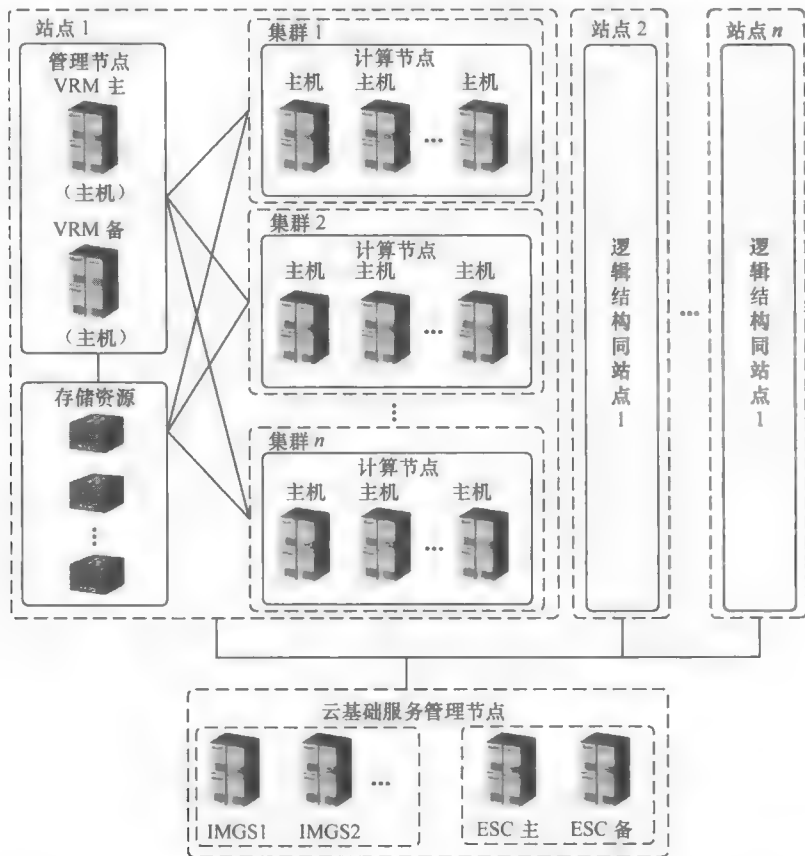 站点 1
管理节点
VRM 主
（主机）
VRM 备
（主机）
存储资源
集群 1
计算节点
主机 主机 主机
...
集群 2
计算节点
主机 主机 主机
...
集群 n
计算节点
主机 主机 主机
...
站点 2
逻辑结构同站点 1
...
站点 n
逻辑结构同站点 1
云基础服务管理节点
IMGS1 IMGS2 ...
ESC 主 ESC 备